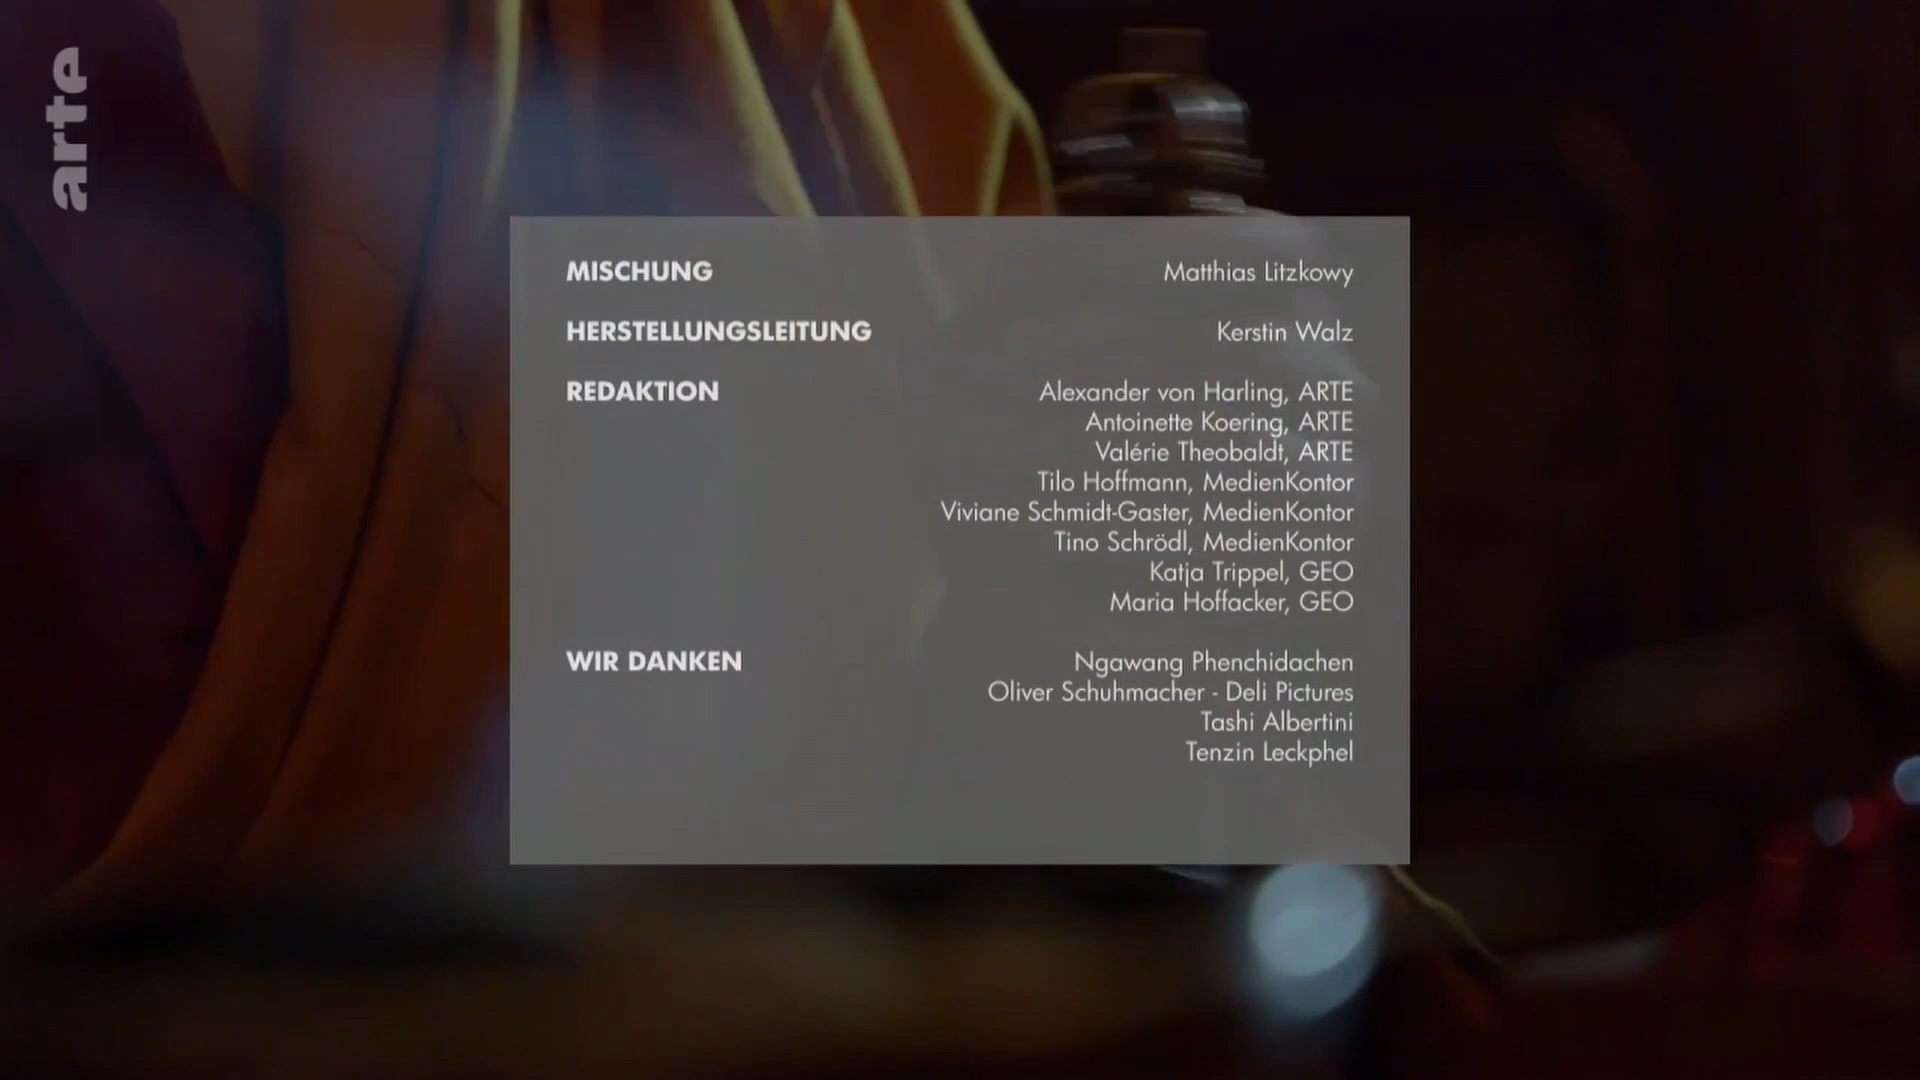 arte
MISCHUNG Matthias Litzkowy
HERSTELLUNGSLEITUNG Kerstin Walz
REDAKTION Alexander von Harling, ARTE
Antoinette Koering, ARTE
Valérie Theobaldt, ARTE
Tilo Hoffmann, MedienKontor
Viviane Schmidt-Gaster, MedienKontor
Tino Schrödl, MedienKontor
Katja Trippel, GEO
Maria Hoffacker, GEO
WIR DANKEN Ngawang Phenchidachen
Oliver Schuhmacher - Deli Pictures
Tashi Albertini
Tenzin Leckphel